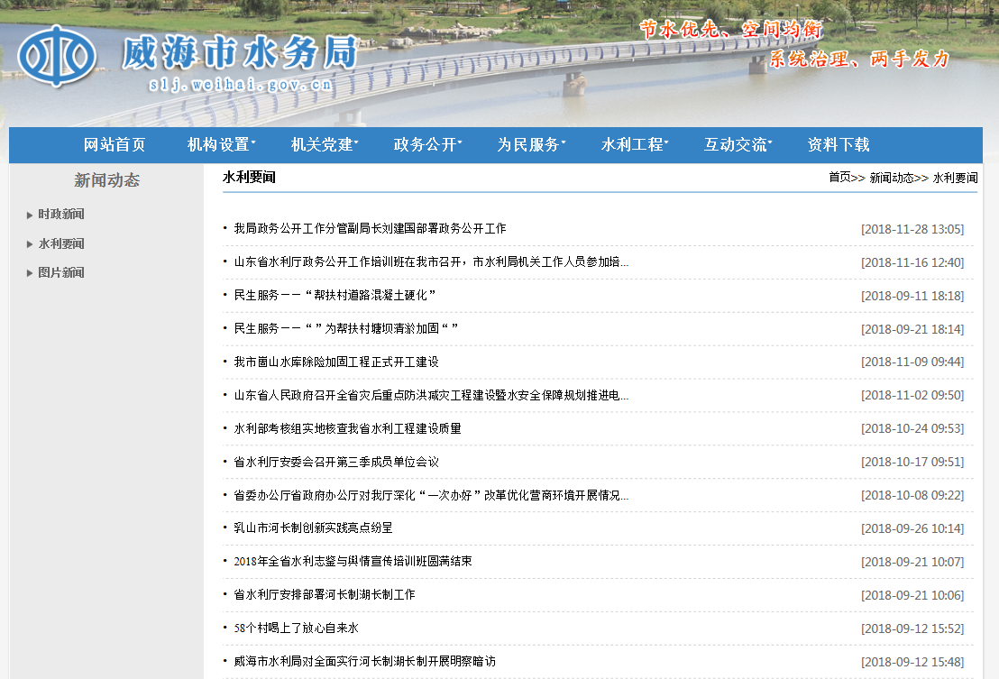 威海市水务局
slj.weihai.gov.cn
节水优先、空间均衡
系统治理、两手发力
网站首页 机构设置 机关党建 政务公开 为民服务 水利工程 互动交流 资料下载
新闻动态
时政新闻
水利要闻
图片新闻
水利要闻 首页>> 新闻动态>> 水利要闻
• 我局政务公开工作分管副局长刘建国部署政务公开工作 [2018-11-28 13:05]
• 山东省水利厅政务公开工作培训班在我市召开，市水利局机关工作人员参加培... [2018-11-16 12:40]
• 民生服务——“帮扶村道路混凝土硬化” [2018-09-11 18:18]
• 民生服务——“ ”为帮扶村塘坝清淤加固“ ” [2018-09-21 18:14]
• 我市崮山水库除险加固工程正式开工建设 [2018-11-09 09:44]
• 山东省人民政府召开全省灾后重点防洪减灾工程建设暨水安全保障规划推进电... [2018-11-02 09:50]
• 水利部考核组实地核查我省水利工程建设质量 [2018-10-24 09:53]
• 省水利厅安委会召开第三季成员单位会议 [2018-10-17 09:51]
• 省委办公厅省政府办公厅对我厅深化“一次办好”改革优化营商环境开展情况... [2018-10-08 09:22]
• 乳山市河长制创新实践亮点纷呈 [2018-09-26 10:14]
• 2018年全省水利志鉴与舆情宣传培训班圆满结束 [2018-09-21 10:07]
• 省水利厅安排部署河长制湖长制工作 [2018-09-21 10:06]
• 58个村喝上了放心自来水 [2018-09-12 15:52]
• 威海市水利局对全面实行河长制湖长制开展明察暗访 [2018-09-12 15:48]